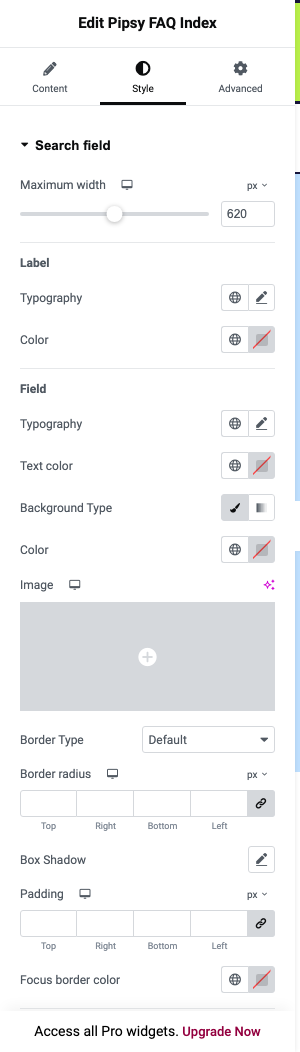 Edit Pipsy FAQ Index
Content Style Advanced
Search field
Maximum width px
620
Label
Typography
Color
Field
Typography
Text color
Background Type
Color
Image
Border Type Default
Border radius px
Top Right Bottom Left
Box Shadow
Padding px
Top Right Bottom Left
Focus border color
Access all Pro widgets. Upgrade Now